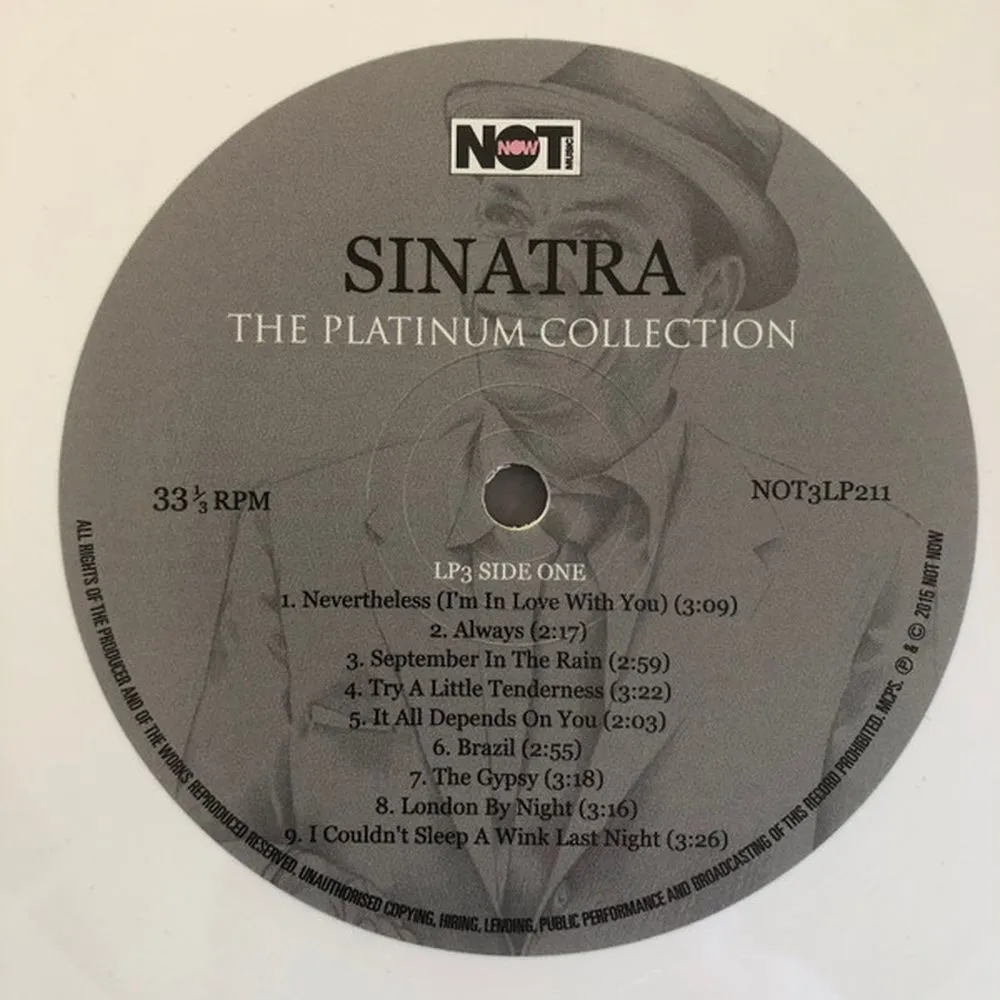 NOT NOW MUSIC
SINATRA
THE PLATINUM COLLECTION
33⅓ RPM
NOT3LP211
LP3 SIDE ONE
1. Nevertheless (I'm In Love With You) (3:09)
2. Always (2:17)
3. September In The Rain (2:59)
4. Try A Little Tenderness (3:22)
5. It All Depends On You (2:03)
6. Brazil (2:55)
7. The Gypsy (3:18)
8. London By Night (3:16)
9. I Couldn't Sleep A Wink Last Night (3:26)
ALL RIGHTS OF THE PRODUCER AND OF THE WORKS REPRODUCED RESERVED. UNAUTHORISED COPYING, HIRING, LENDING, PUBLIC PERFORMANCE AND BROADCASTING OF THIS RECORD PROHIBITED. MCPS. ℗ & © 2015 NOT NOW